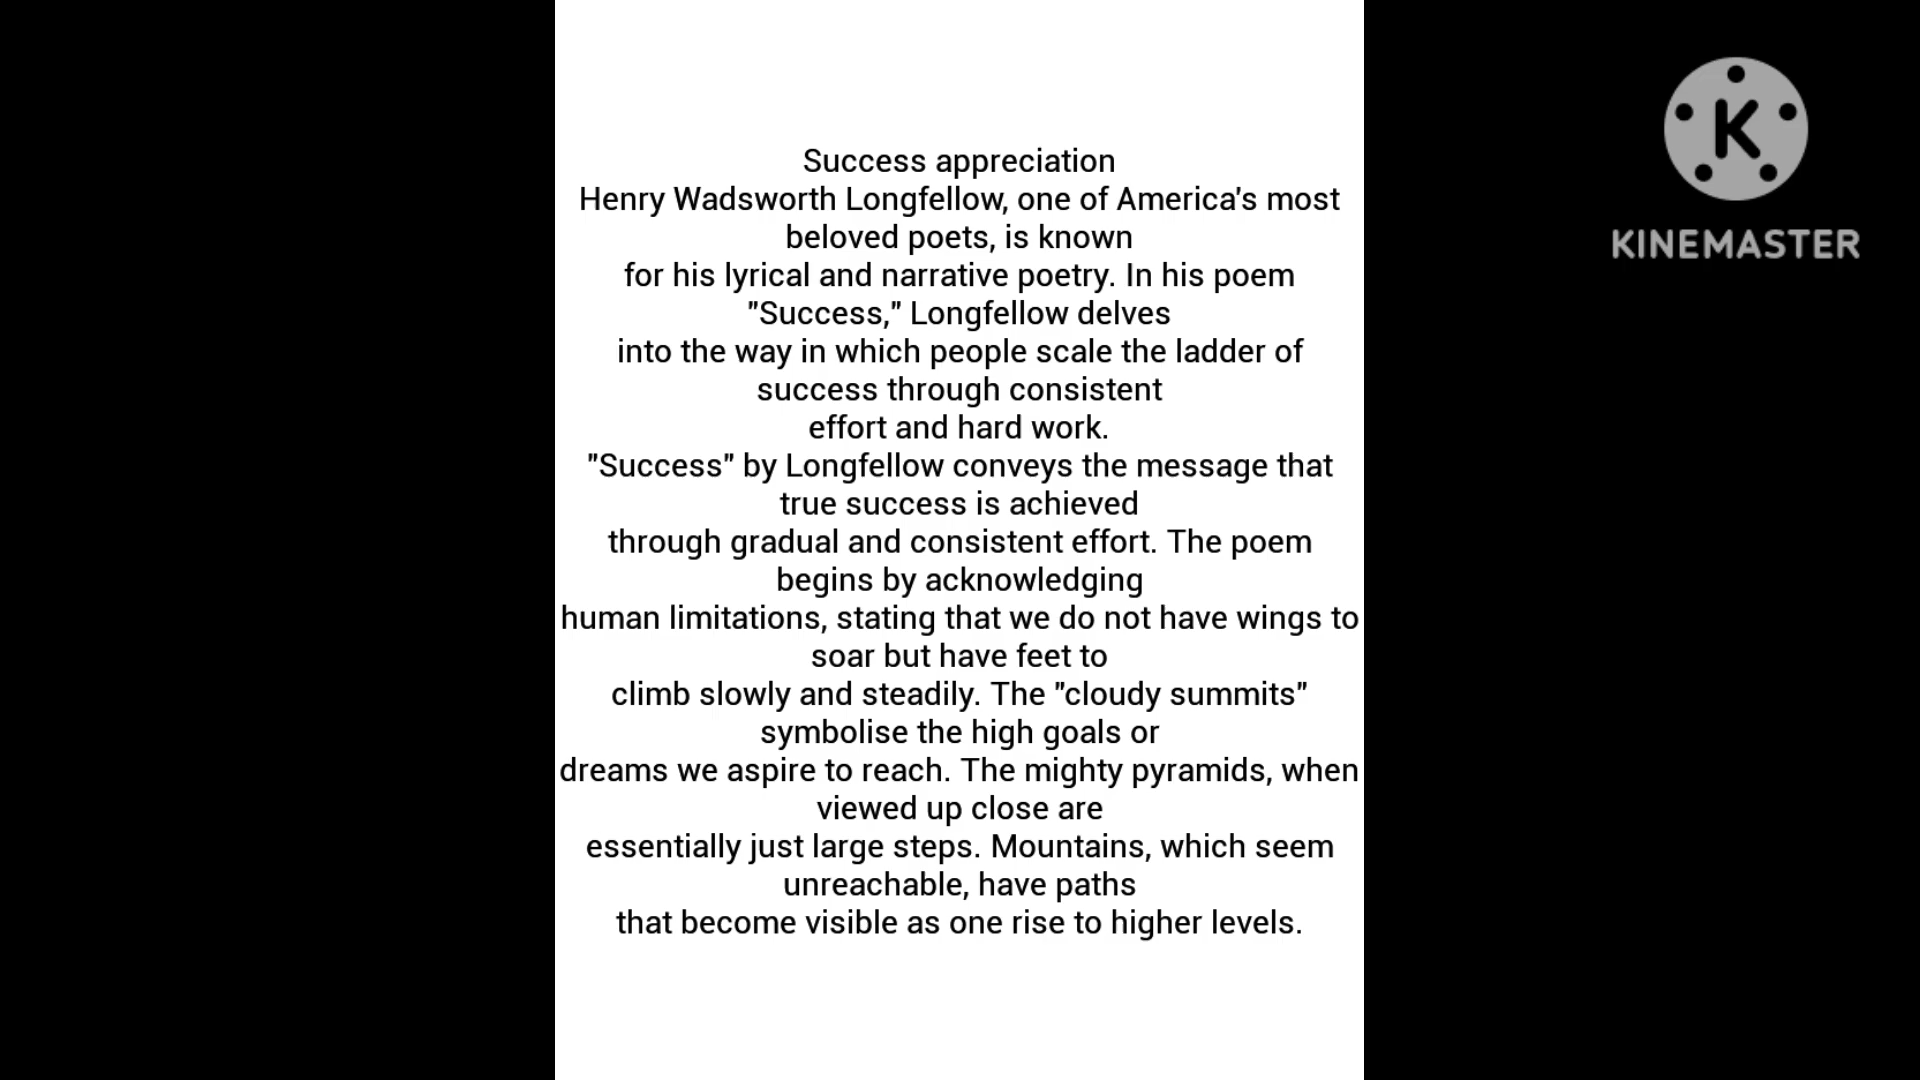 Success appreciation
Henry Wadsworth Longfellow, one of America's most
beloved poets, is known
for his lyrical and narrative poetry. In his poem
"Success," Longfellow delves
into the way in which people scale the ladder of
success through consistent
effort and hard work.
"Success" by Longfellow conveys the message that
true success is achieved
through gradual and consistent effort. The poem
begins by acknowledging
human limitations, stating that we do not have wings to
soar but have feet to
climb slowly and steadily. The "cloudy summits"
symbolise the high goals or
dreams we aspire to reach. The mighty pyramids, when
viewed up close are
essentially just large steps. Mountains, which seem
unreachable, have paths
that become visible as one rise to higher levels.
K
KINEMASTER